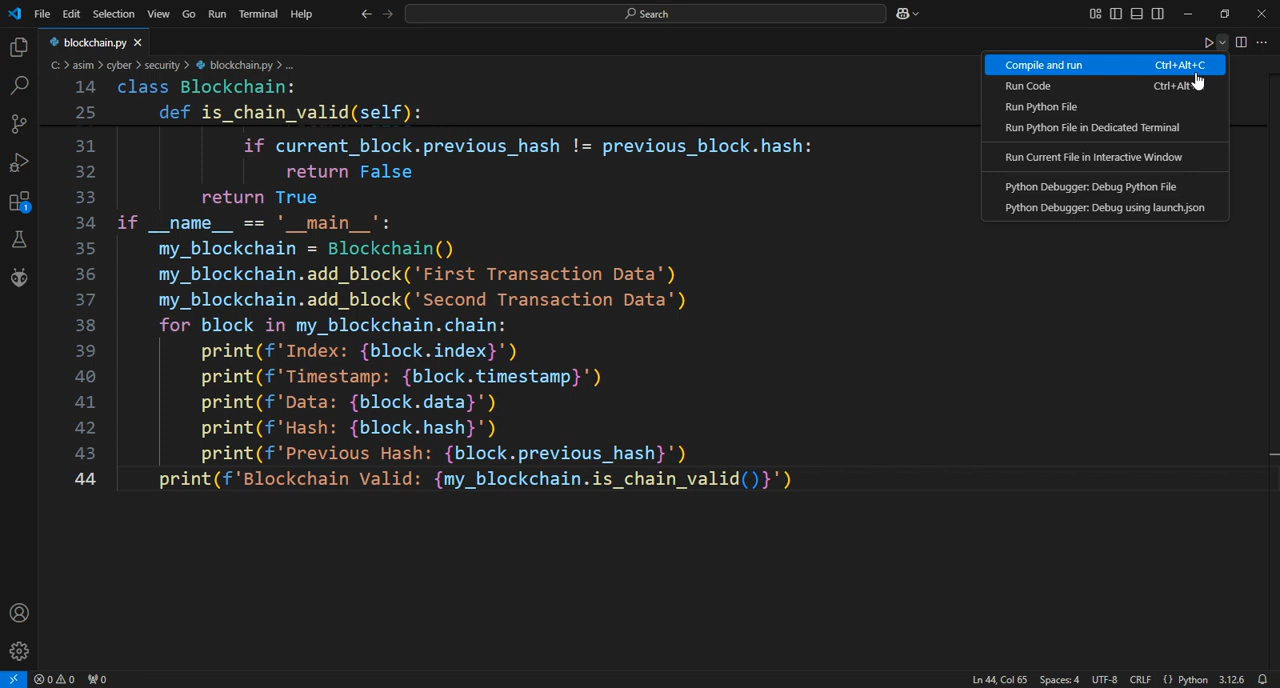 File Edit Selection View Go Run Terminal Help Search
blockchain.py
C: > asim > cyber > security > blockchain.py > ...
14 class Blockchain:
25 def is_chain_valid(self):
31 if current_block.previous_hash != previous_block.hash:
32 return False
33 return True
34 if __name__ == '__main__':
35 my_blockchain = Blockchain()
36 my_blockchain.add_block('First Transaction Data')
37 my_blockchain.add_block('Second Transaction Data')
38 for block in my_blockchain.chain:
39 print(f'Index: {block.index}')
40 print(f'Timestamp: {block.timestamp}')
41 print(f'Data: {block.data}')
42 print(f'Hash: {block.hash}')
43 print(f'Previous Hash: {block.previous_hash}')
44 print(f'Blockchain Valid: {my_blockchain.is_chain_valid()}')
Compile and run Ctrl+Alt+C
Run Code Ctrl+Alt
Run Python File
Run Python File in Dedicated Terminal
Run Current File in Interactive Window
Python Debugger: Debug Python File
Python Debugger: Debug using launch.json
1
0 0 0 Ln 44, Col 65 Spaces: 4 UTF-8 CRLF {} Python 3.12.6